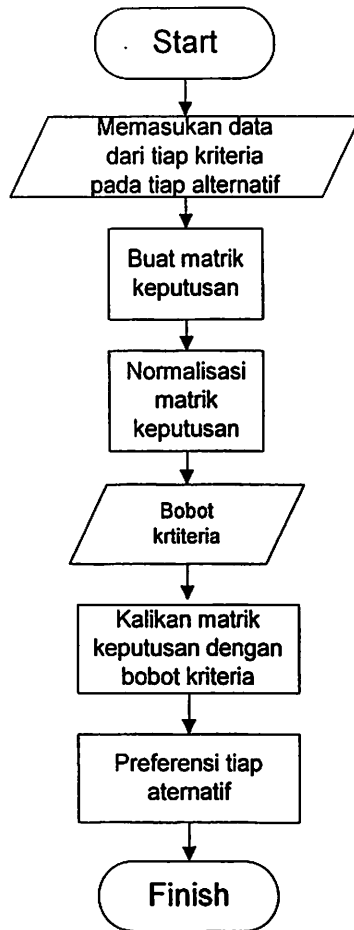 Start
Memasukan data
dari tiap kriteria
pada tiap alternatif
Buat matrik
keputusan
Normalisasi
matrik
keputusan
Bobot
krtiteria
Kalikan matrik
keputusan dengan
bobot kriteria
Preferensi tiap
aternatif
Finish